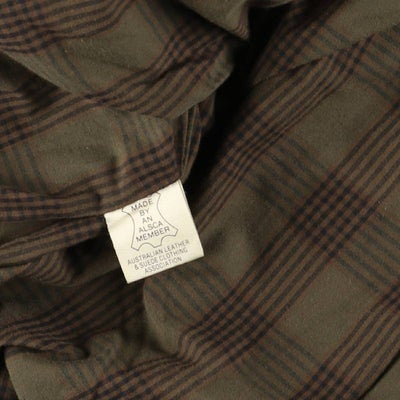 MADE
BY
AN
ALSCA
MEMBER
AUSTRALIAN LEATHER
& SUEDE CLOTHING
ASSOCIATION